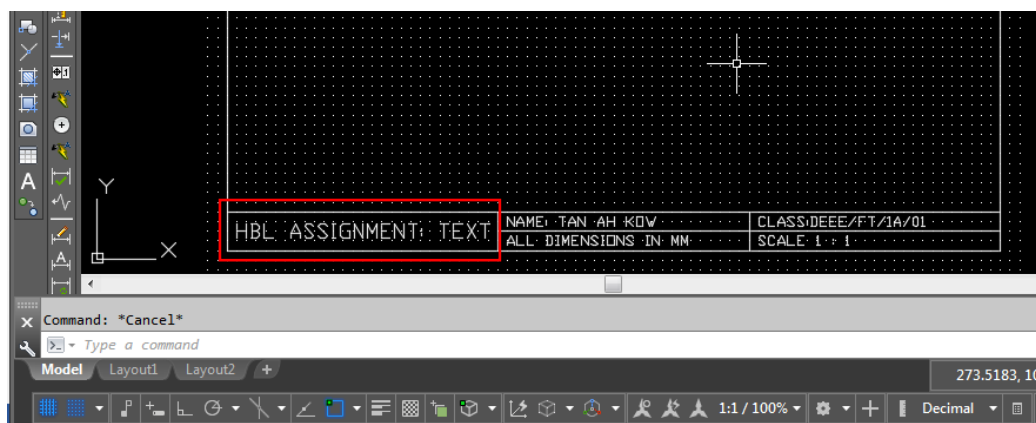 Y
X
A
A
HBL ASSIGNMENT: TEXT
NAME: TAN AH KOW
CLASS:DEEE/FT/1A/01
ALL DIMENSIONS IN MM
SCALE 1 : 1
Command: *Cancel*
Type a command
Model Layout1 Layout2 +
273.5183, 10
1:1 / 100% Decimal